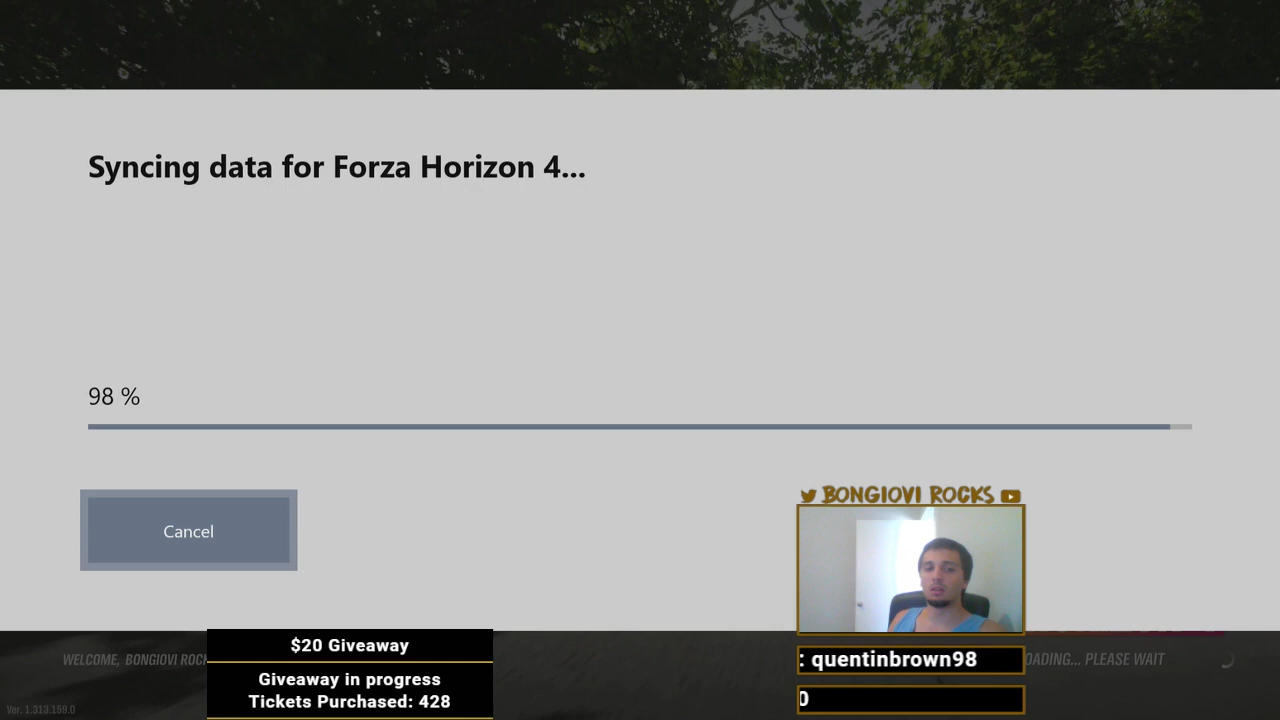 Syncing data for Forza Horizon 4...
98 %
Cancel
BONGIOVI ROCKS
$20 Giveaway
Giveaway in progress
Tickets Purchased: 428
: quentinbrown98
0
WELCOME, BONGIOVI ROCK
OADING... PLEASE WAIT
Ver. 1.313.159.0